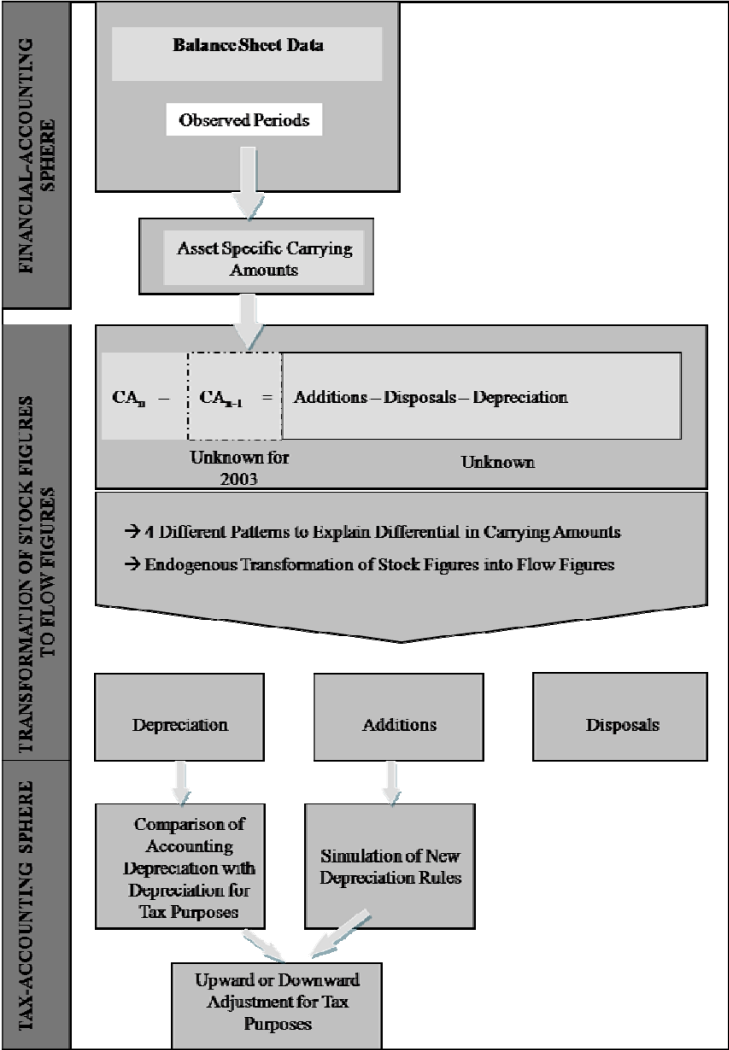 FINANCIAL-ACCOUNTING
SPHERE
Balance Sheet Data
Observed Periods
Asset Specific Carrying
Amounts
TRANSFORMATION OF STOCK FIGURES
TO FLOW FIGURES
CAn – CAn-1 = Additions – Disposals – Depreciation
Unknown for
2003
Unknown
→ 4 Different Patterns to Explain Differential in Carrying Amounts
→ Endogenous Transformation of Stock Figures into Flow Figures
Depreciation
Additions
Disposals
TAX-ACCOUNTING SPHERE
Comparison of
Accounting
Depreciation with
Depreciation for
Tax Purposes
Simulation of New
Depreciation Rules
Upward or Downward
Adjustment for Tax
Purposes